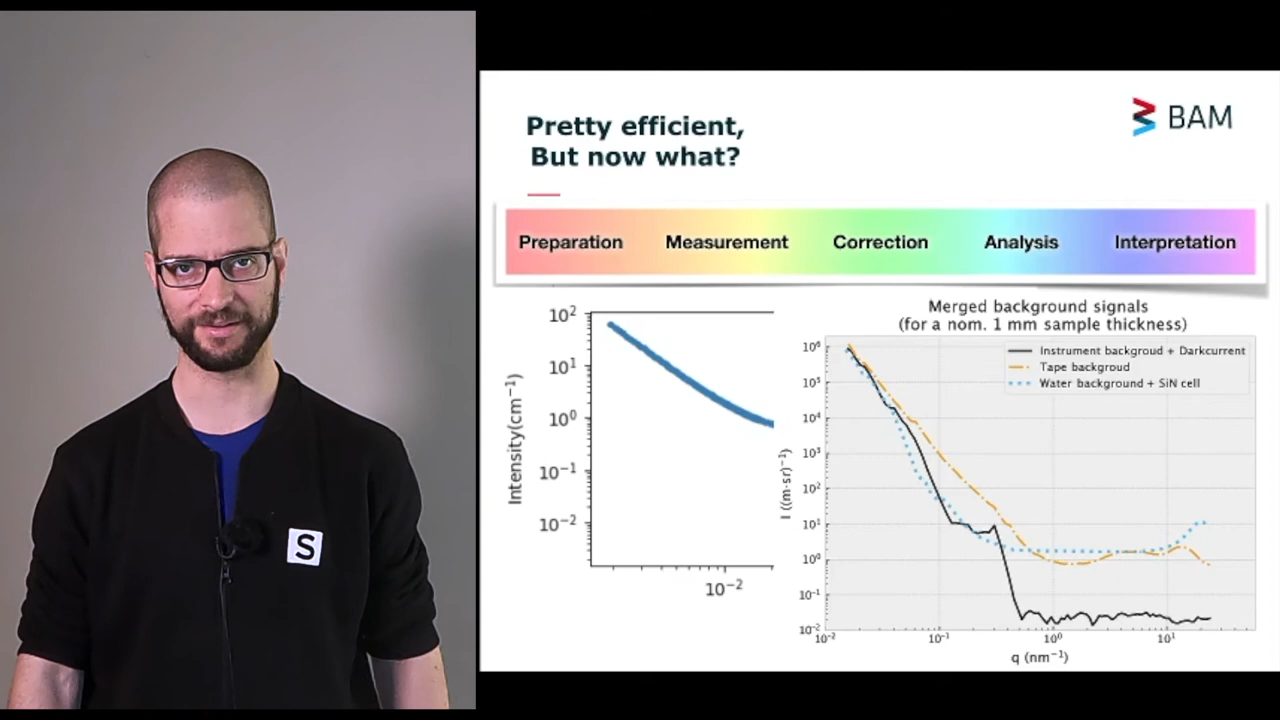 Pretty efficient,
But now what?
BAM
Preparation Measurement Correction Analysis Interpretation
10²
10¹
10⁰
10⁻¹
10⁻²
Intensity(cm⁻¹)
10⁻²
Merged background signals
(for a nom. 1 mm sample thickness)
Instrument backgroud + Darkcurrent
Tape backgroud
Water background + SiN cell
10⁶
10⁵
10⁴
10³
10²
10¹
10⁰
10⁻¹
10⁻²
I ((m·sr)⁻¹)
10⁻² 10⁻¹ 10⁰ 10¹
q (nm⁻¹)
S